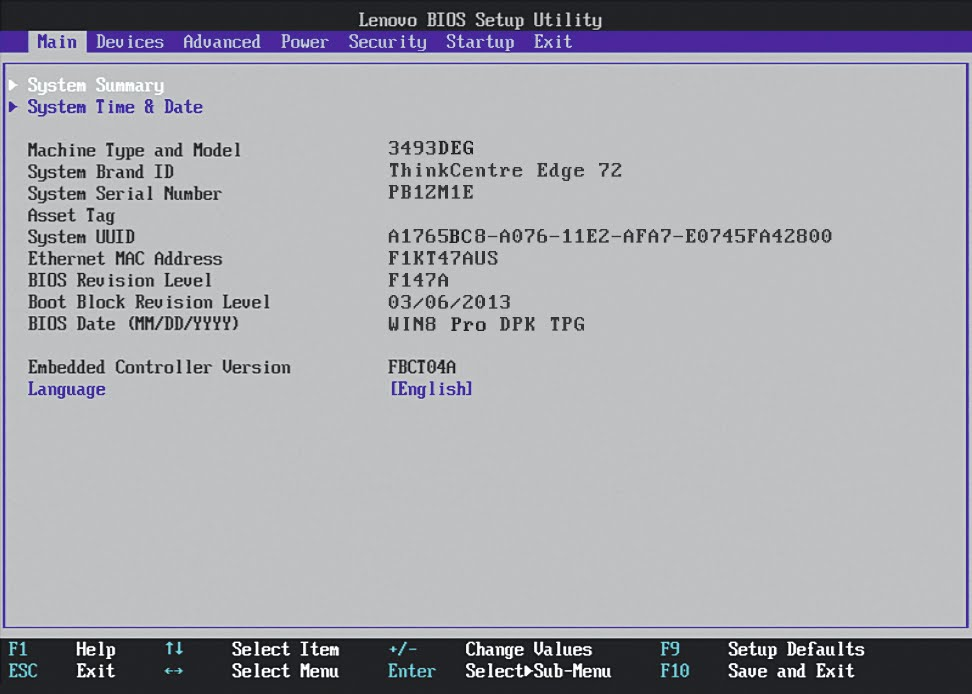 Lenovo BIOS Setup Utility
Main Devices Advanced Power Security Startup Exit
System Summary
System Time & Date
Machine Type and Model 3493DEG
System Brand ID ThinkCentre Edge 72
System Serial Number PB1ZM1E
Asset Tag
System UUID A1765BC8-A076-11E2-AFA7-E0745FA42800
Ethernet MAC Address F1KT47AUS
BIOS Revision Level F147A
Boot Block Revision Level 03/06/2013
BIOS Date (MM/DD/YYYY) WIN8 Pro DPK TPG
Embedded Controller Version FBCT04A
Language [English]
F1 Help ↑↓ Select Item +/- Change Values F9 Setup Defaults
ESC Exit ↔ Select Menu Enter Select▶Sub-Menu F10 Save and Exit